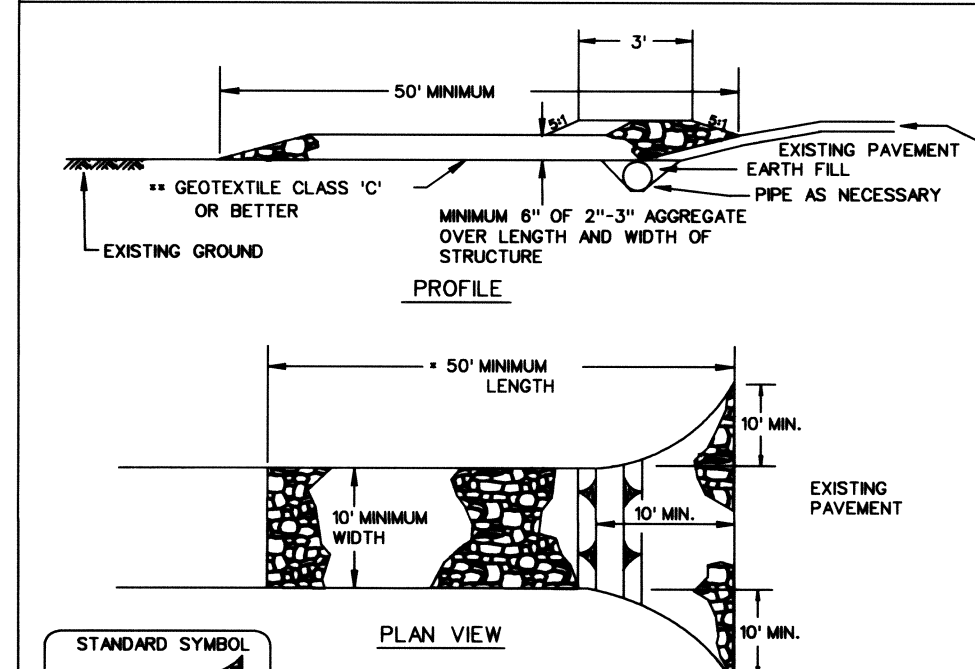 3'
50' MINIMUM
5:1
5:1
EXISTING PAVEMENT
EARTH FILL
** GEOTEXTILE CLASS 'C'
OR BETTER
PIPE AS NECESSARY
MINIMUM 6" OF 2"-3" AGGREGATE
OVER LENGTH AND WIDTH OF
STRUCTURE
EXISTING GROUND
PROFILE
* 50' MINIMUM
LENGTH
10' MIN.
EXISTING
PAVEMENT
10' MINIMUM
WIDTH
10' MIN.
10' MIN.
PLAN VIEW
STANDARD SYMBOL